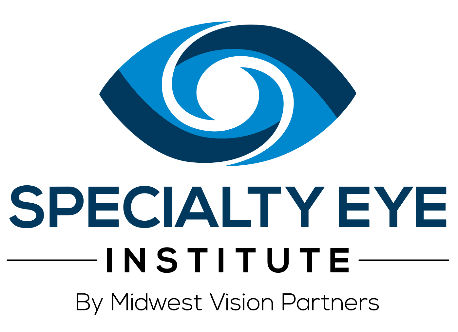 SPECIALTY EYE
INSTITUTE
By Midwest Vision Partners